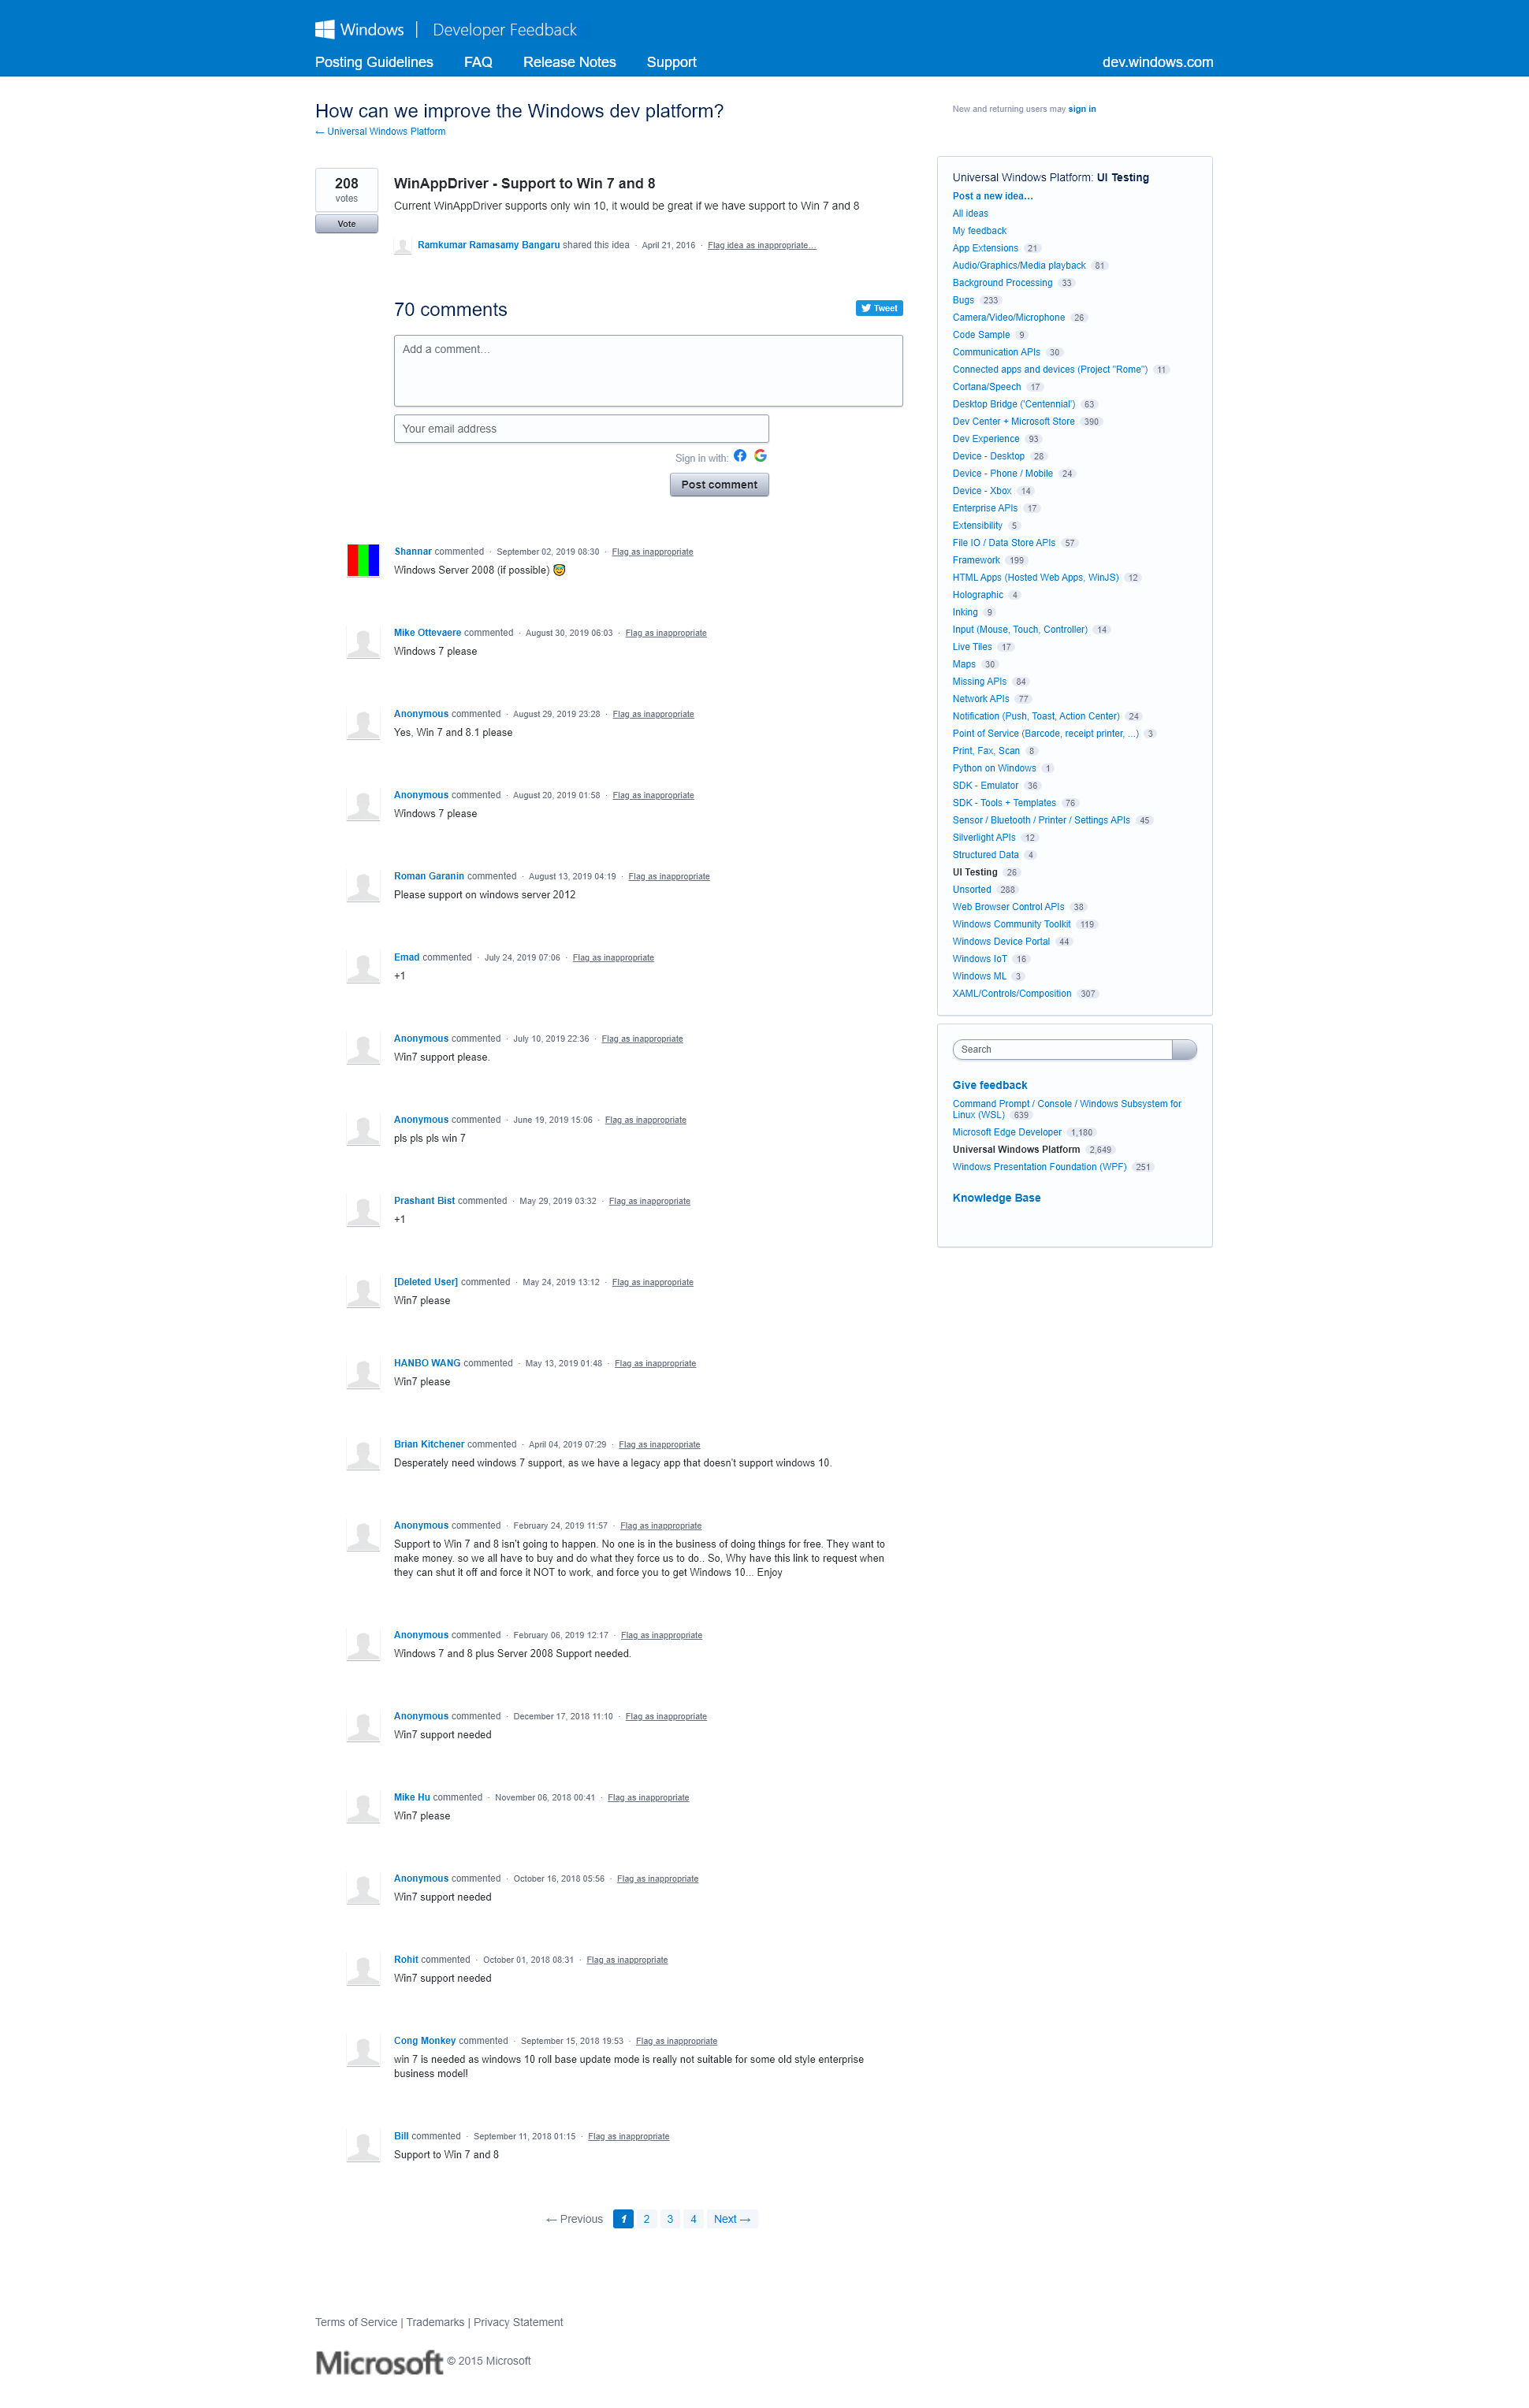 Windows | Developer Feedback
Posting Guidelines FAQ Release Notes Support dev.windows.com
How can we improve the Windows dev platform?
← Universal Windows Platform
New and returning users may sign in
208
votes
Vote
WinAppDriver - Support to Win 7 and 8
Current WinAppDriver supports only win 10, it would be great if we have support to Win 7 and 8
Ramkumar Ramasamy Bangaru shared this idea · April 21, 2016 · Flag idea as inappropriate…
70 comments
Tweet
Add a comment…
Your email address
Sign in with:
Post comment
Shannar commented · September 02, 2019 08:30 · Flag as inappropriate
Windows Server 2008 (if possible) 😇
Mike Ottevaere commented · August 30, 2019 06:03 · Flag as inappropriate
Windows 7 please
Anonymous commented · August 29, 2019 23:28 · Flag as inappropriate
Yes, Win 7 and 8.1 please
Anonymous commented · August 20, 2019 01:58 · Flag as inappropriate
Windows 7 please
Roman Garanin commented · August 13, 2019 04:19 · Flag as inappropriate
Please support on windows server 2012
Emad commented · July 24, 2019 07:06 · Flag as inappropriate
+1
Anonymous commented · July 10, 2019 22:36 · Flag as inappropriate
Win7 support please.
Anonymous commented · June 19, 2019 15:06 · Flag as inappropriate
pls pls pls win 7
Prashant Bist commented · May 29, 2019 03:32 · Flag as inappropriate
+1
[Deleted User] commented · May 24, 2019 13:12 · Flag as inappropriate
Win7 please
HANBO WANG commented · May 13, 2019 01:48 · Flag as inappropriate
Win7 please
Brian Kitchener commented · April 04, 2019 07:29 · Flag as inappropriate
Desperately need windows 7 support, as we have a legacy app that doesn't support windows 10.
Anonymous commented · February 24, 2019 11:57 · Flag as inappropriate
Support to Win 7 and 8 isn't going to happen. No one is in the business of doing things for free. They want to
make money. so we all have to buy and do what they force us to do.. So, Why have this link to request when
they can shut it off and force it NOT to work, and force you to get Windows 10... Enjoy
Anonymous commented · February 06, 2019 12:17 · Flag as inappropriate
Windows 7 and 8 plus Server 2008 Support needed.
Anonymous commented · December 17, 2018 11:10 · Flag as inappropriate
Win7 support needed
Mike Hu commented · November 06, 2018 00:41 · Flag as inappropriate
Win7 please
Anonymous commented · October 16, 2018 05:56 · Flag as inappropriate
Win7 support needed
Rohit commented · October 01, 2018 08:31 · Flag as inappropriate
Win7 support needed
Cong Monkey commented · September 15, 2018 19:53 · Flag as inappropriate
win 7 is needed as windows 10 roll base update mode is really not suitable for some old style enterprise
business model!
Bill commented · September 11, 2018 01:15 · Flag as inappropriate
Support to Win 7 and 8
← Previous 1 2 3 4 Next →
Universal Windows Platform: UI Testing
Post a new idea…
All ideas
My feedback
App Extensions 21
Audio/Graphics/Media playback 81
Background Processing 33
Bugs 233
Camera/Video/Microphone 26
Code Sample 9
Communication APIs 30
Connected apps and devices (Project "Rome") 11
Cortana/Speech 17
Desktop Bridge ('Centennial') 63
Dev Center + Microsoft Store 390
Dev Experience 93
Device - Desktop 28
Device - Phone / Mobile 24
Device - Xbox 14
Enterprise APIs 17
Extensibility 5
File IO / Data Store APIs 57
Framework 199
HTML Apps (Hosted Web Apps, WinJS) 12
Holographic 4
Inking 9
Input (Mouse, Touch, Controller) 14
Live Tiles 17
Maps 30
Missing APIs 84
Network APIs 77
Notification (Push, Toast, Action Center) 24
Point of Service (Barcode, receipt printer, ...) 3
Print, Fax, Scan 8
Python on Windows 1
SDK - Emulator 36
SDK - Tools + Templates 76
Sensor / Bluetooth / Printer / Settings APIs 45
Silverlight APIs 12
Structured Data 4
UI Testing 26
Unsorted 288
Web Browser Control APIs 38
Windows Community Toolkit 119
Windows Device Portal 44
Windows IoT 16
Windows ML 3
XAML/Controls/Composition 307
Search
Give feedback
Command Prompt / Console / Windows Subsystem for
Linux (WSL) 639
Microsoft Edge Developer 1,180
Universal Windows Platform 2,649
Windows Presentation Foundation (WPF) 251
Knowledge Base
Terms of Service | Trademarks | Privacy Statement
Microsoft © 2015 Microsoft